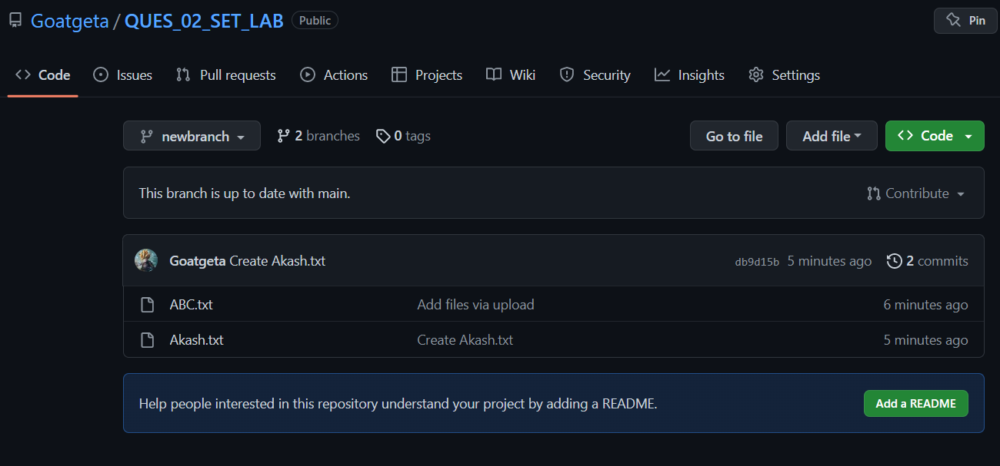 Goatgeta / QUES_02_SET_LAB Public Pin
Code Issues Pull requests Actions Projects Wiki Security Insights Settings
newbranch 2 branches 0 tags Go to file Add file Code
This branch is up to date with main. Contribute
Goatgeta Create Akash.txt db9d15b 5 minutes ago 2 commits
ABC.txt Add files via upload 6 minutes ago
Akash.txt Create Akash.txt 5 minutes ago
Help people interested in this repository understand your project by adding a README. Add a README